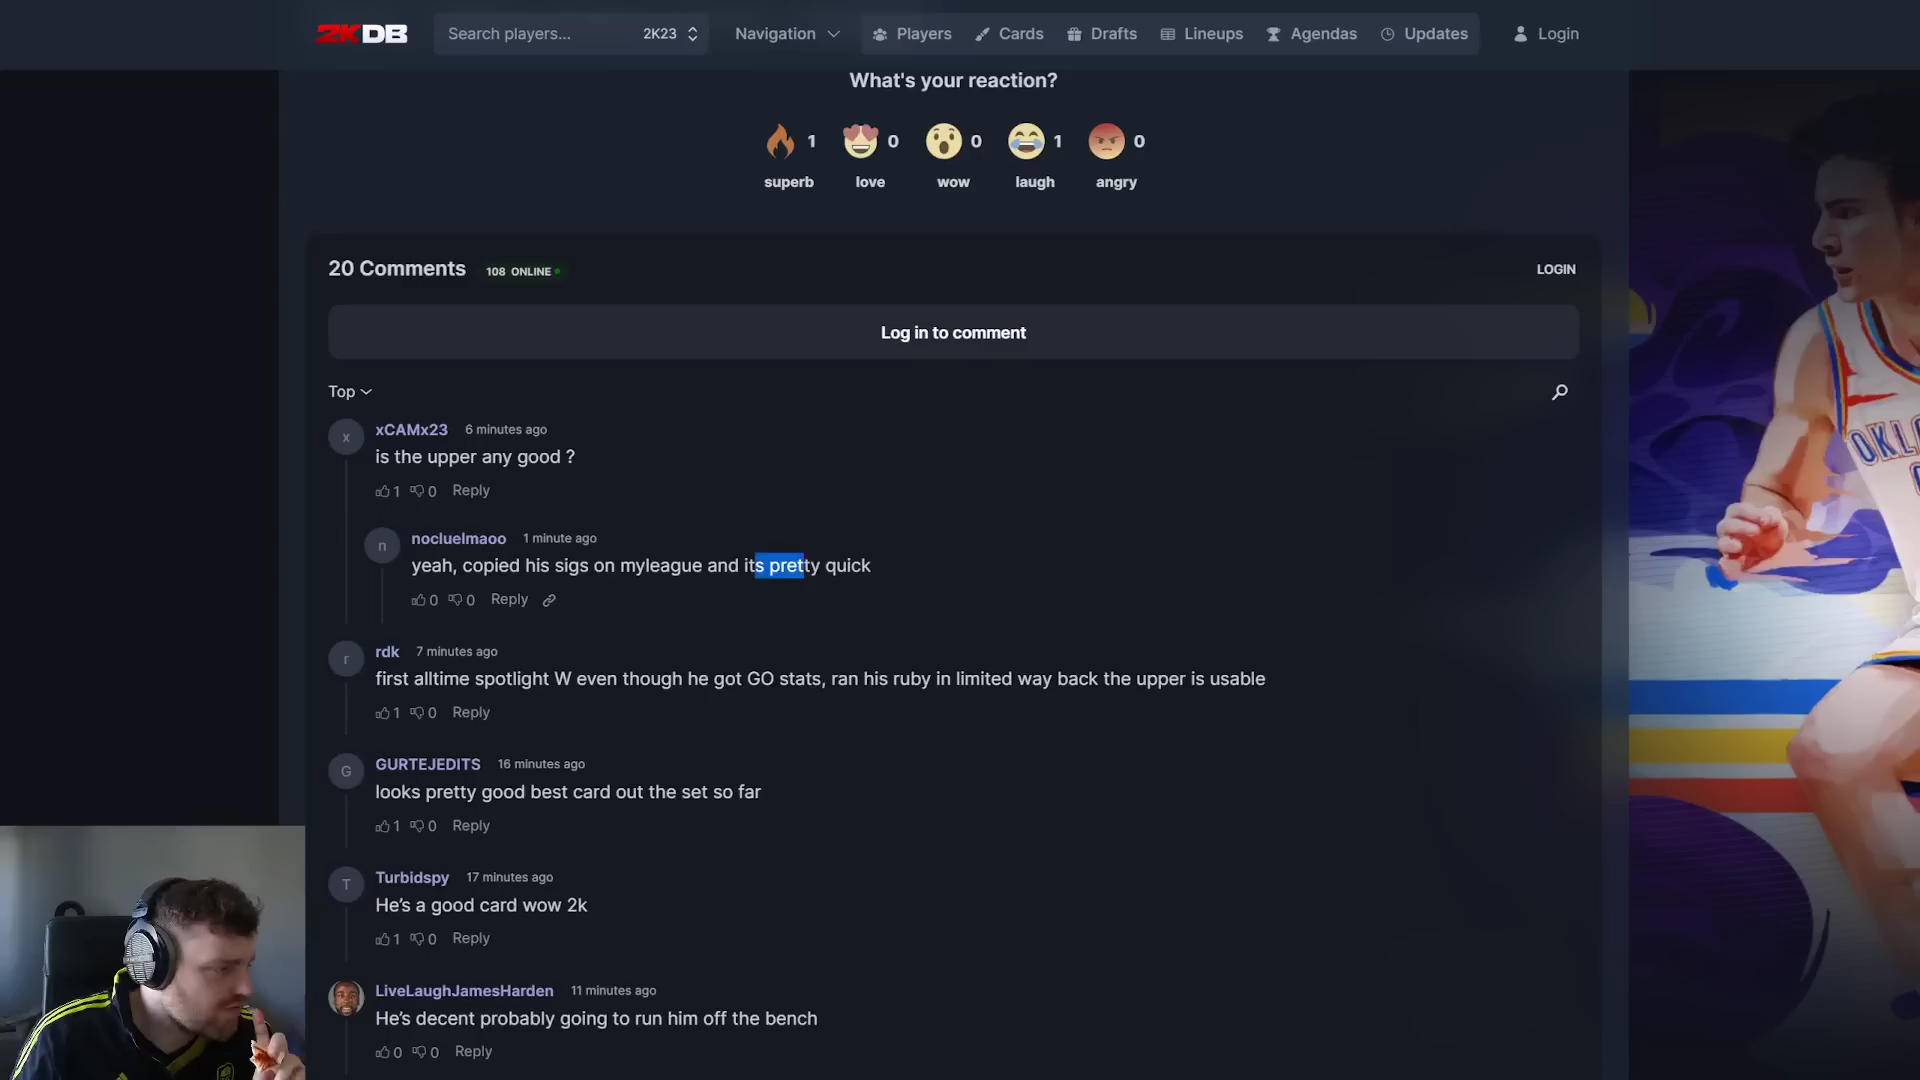 2KDB
Search players...
2K23
Navigation
Players
Cards
Drafts
Lineups
Agendas
Updates
Login
What's your reaction?
1
0
0
1
0
superb
love
wow
laugh
angry
20 Comments
108 ONLINE
LOGIN
Log in to comment
Top
x
xCAMx23 6 minutes ago
is the upper any good ?
1 0 Reply
n
nocluelmaoo 1 minute ago
yeah, copied his sigs on myleague and its pretty quick
0 0 Reply
r
rdk 7 minutes ago
first alltime spotlight W even though he got GO stats, ran his ruby in limited way back the upper is usable
1 0 Reply
G
GURTEJEDITS 16 minutes ago
looks pretty good best card out the set so far
1 0 Reply
T
Turbidspy 17 minutes ago
He's a good card wow 2k
1 0 Reply
LiveLaughJamesHarden 11 minutes ago
He's decent probably going to run him off the bench
0 0 Reply